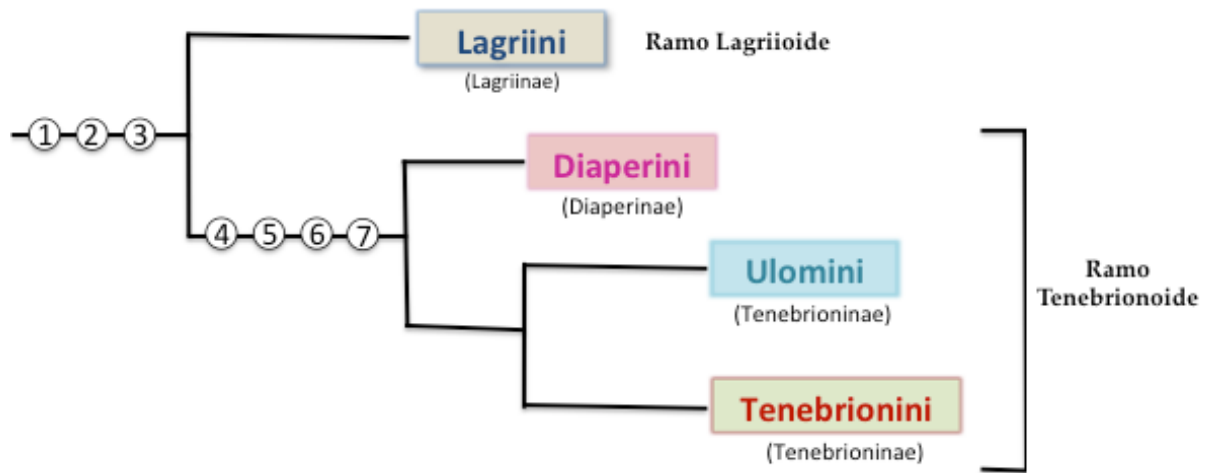 Lagriini
(Lagriinae)
Ramo Lagriioide
1 2 3
Diaperini
(Diaperinae)
4 5 6 7
Ulomini
(Tenebrioninae)
Ramo
Tenebrionoide
Tenebrionini
(Tenebrioninae)